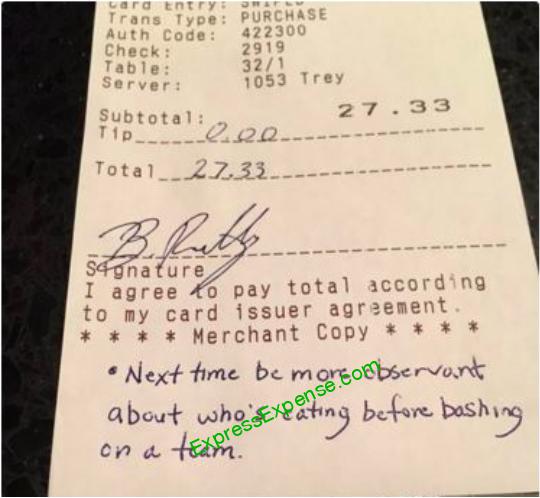 Card Entry: SWIPED
Trans Type: PURCHASE
Auth Code: 422300
Check: 2919
Table: 32/1
Server: 1053 Trey
Subtotal: 27.33
Tip 0.00
Total 27.33
Signature
I agree to pay total according
to my card issuer agreement.
* * * * Merchant Copy * * * *
• Next time be more observant
about who's eating before bashing
on a team.
ExpressExpense.com